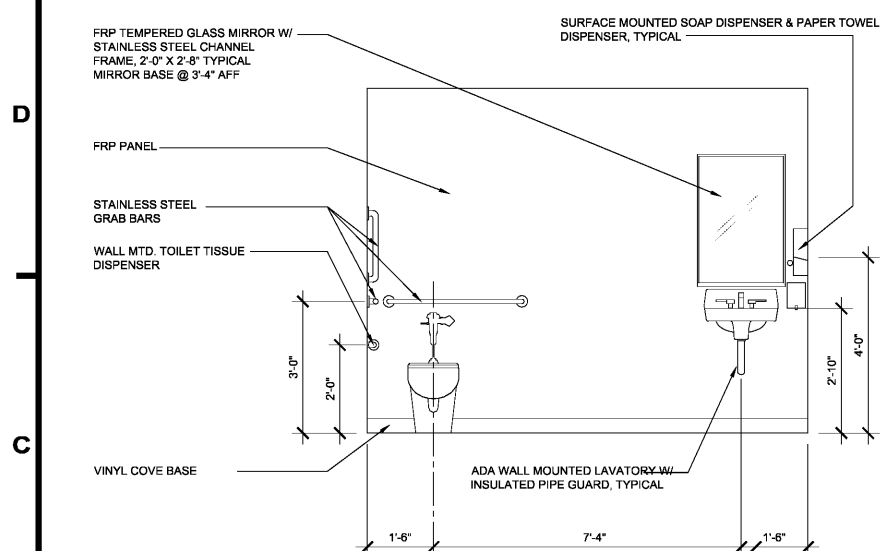 FRP TEMPERED GLASS MIRROR W/
STAINLESS STEEL CHANNEL
FRAME, 2'-0" X 2'-8" TYPICAL
MIRROR BASE @ 3'-4" AFF
SURFACE MOUNTED SOAP DISPENSER & PAPER TOWEL
DISPENSER, TYPICAL
D
FRP PANEL
STAINLESS STEEL
GRAB BARS
WALL MTD. TOILET TISSUE
DISPENSER
3'-0"
2'-0"
2'-10"
4'-0"
C
VINYL COVE BASE
ADA WALL MOUNTED LAVATORY W/
INSULATED PIPE GUARD, TYPICAL
1'-6"
7'-4"
1'-6"